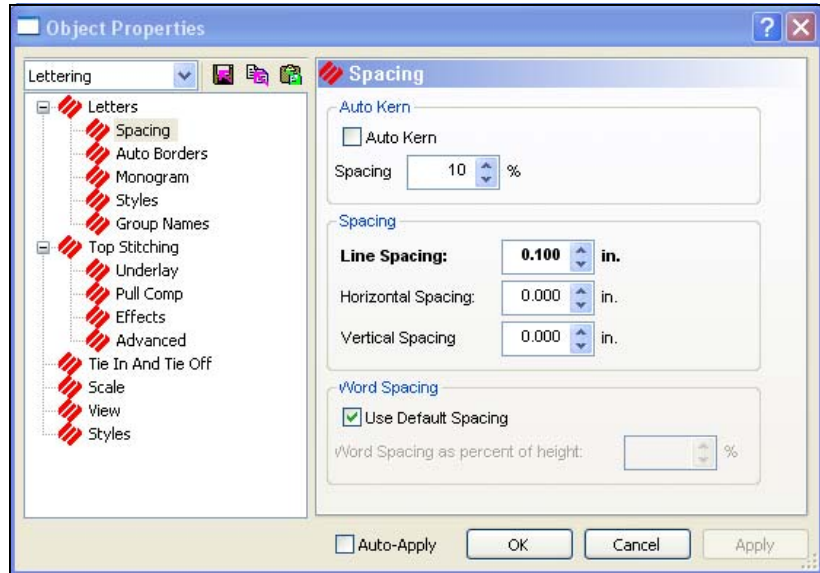 Object Properties
Lettering
Letters
Spacing
Auto Borders
Monogram
Styles
Group Names
Top Stitching
Underlay
Pull Comp
Effects
Advanced
Tie In And Tie Off
Scale
View
Styles
Spacing
Auto Kern
Auto Kern
Spacing 10 %
Spacing
Line Spacing: 0.100 in.
Horizontal Spacing: 0.000 in.
Vertical Spacing 0.000 in.
Word Spacing
Use Default Spacing
Word Spacing as percent of height: %
Auto-Apply OK Cancel Apply